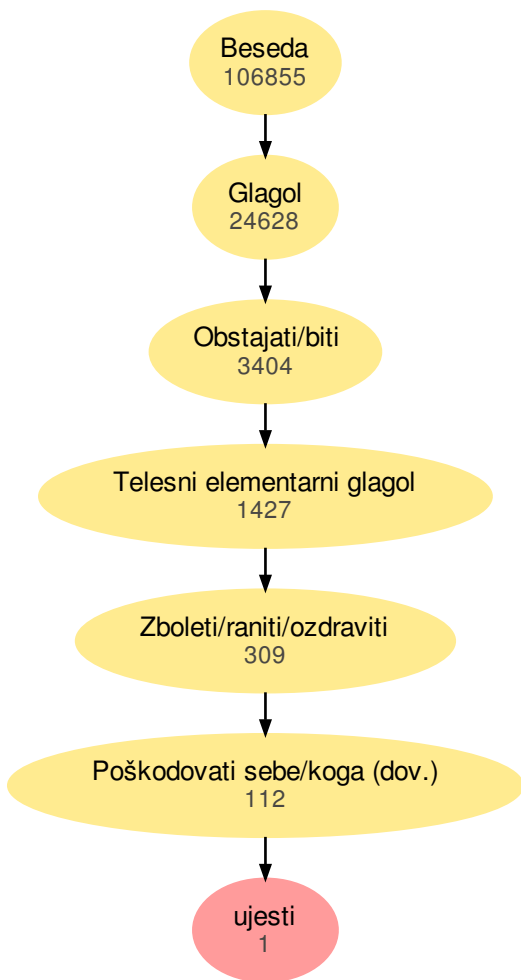 Beseda
106855
Glagol
24628
Obstajati/biti
3404
Telesni elementarni glagol
1427
Zboleti/raniti/ozdraviti
309
Poškodovati sebe/koga (dov.)
112
ujesti
1